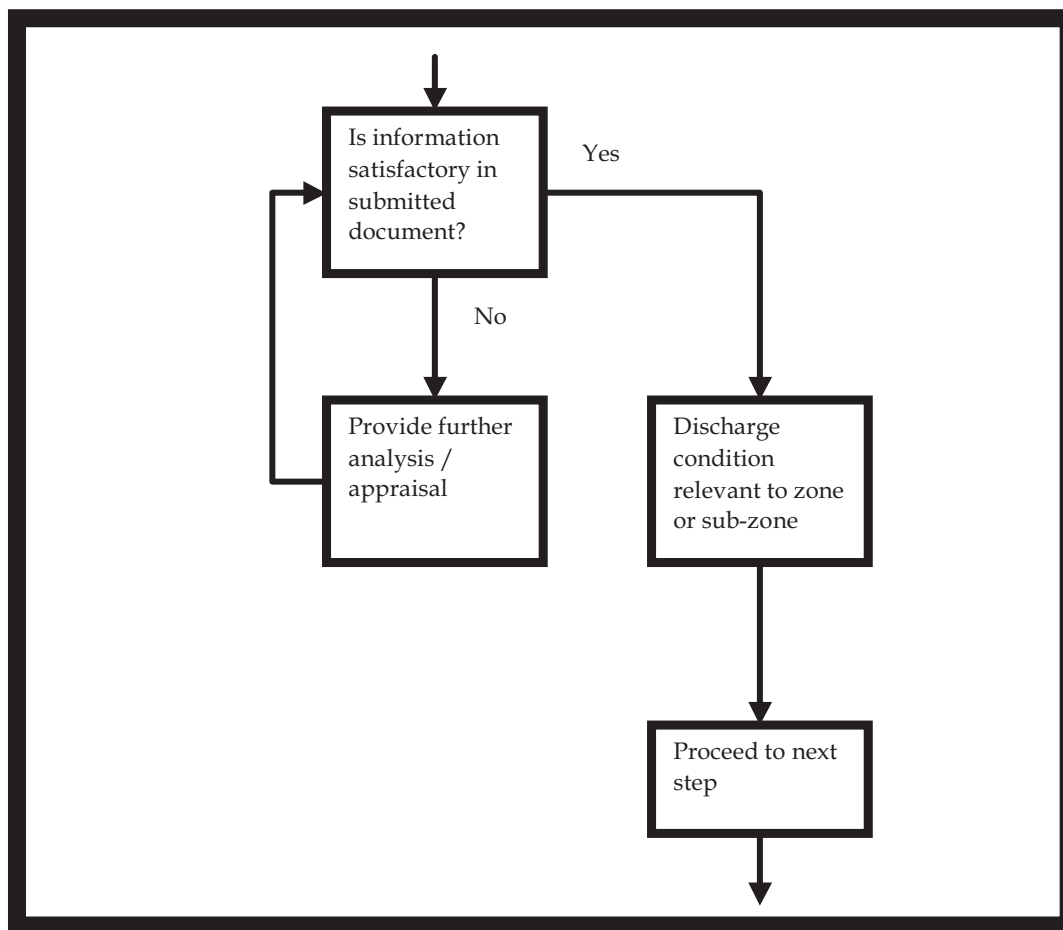 Is information
satisfactory in
submitted
document?
Yes
No
Provide further
analysis /
appraisal
Discharge
condition
relevant to zone
or sub-zone
Proceed to next
step